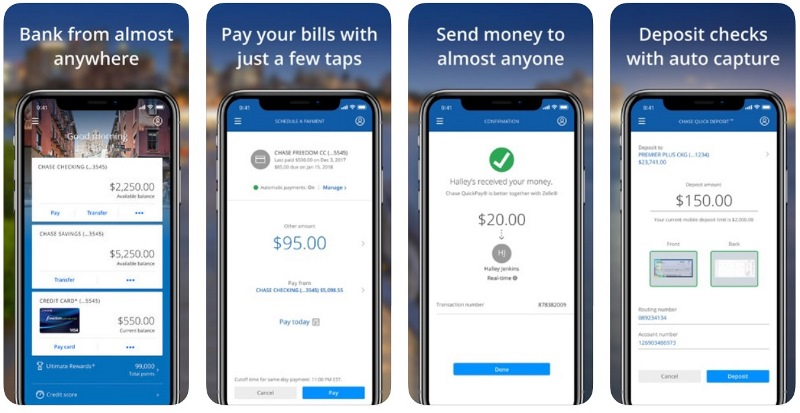 Bank from almost
anywhere
9:41
Good morning
CHASE CHECKING (...3545)
$2,250.00
Available balance
Pay
Transfer
CHASE SAVINGS (...3545)
$5,250.00
Available balance
Transfer
CREDIT CARD® (...5545)
VISA
$550.00
Current balance
Pay card
Ultimate Rewards®
99,000
Total points
Credit score
Pay your bills with
just a few taps
9:41
SCHEDULE A PAYMENT
CHASE FREEDOM CC (...5545)
Last paid $936.00 on Dec 3, 2017
$65.00 due on Jan 15, 2018
Automatic payments: On
Manage
Other amount
$95.00
Pay from
CHASE CHECKING (...3545) $5,098.55
Pay today
Cutoff time for same-day payment: 11:00 PM EST.
Cancel
Pay
Send money to
almost anyone
9:41
CONFIRMATION
Halley's received your money.
Chase QuickPay® is better together with Zelle®
$20.00
HJ
Halley Jenkins
Real-time
Transaction number
878382009
Done
Deposit checks
with auto capture
9:41
CHASE QUICK DEPOSIT℠
Deposit to
PREMIER PLUS CKG (...1234)
$23,741.00
Deposit amount
$150.00
Your current mobile deposit limit is $2,000.00
Front
Back
Routing number
089234134
Account number
126903486573
Cancel
Deposit